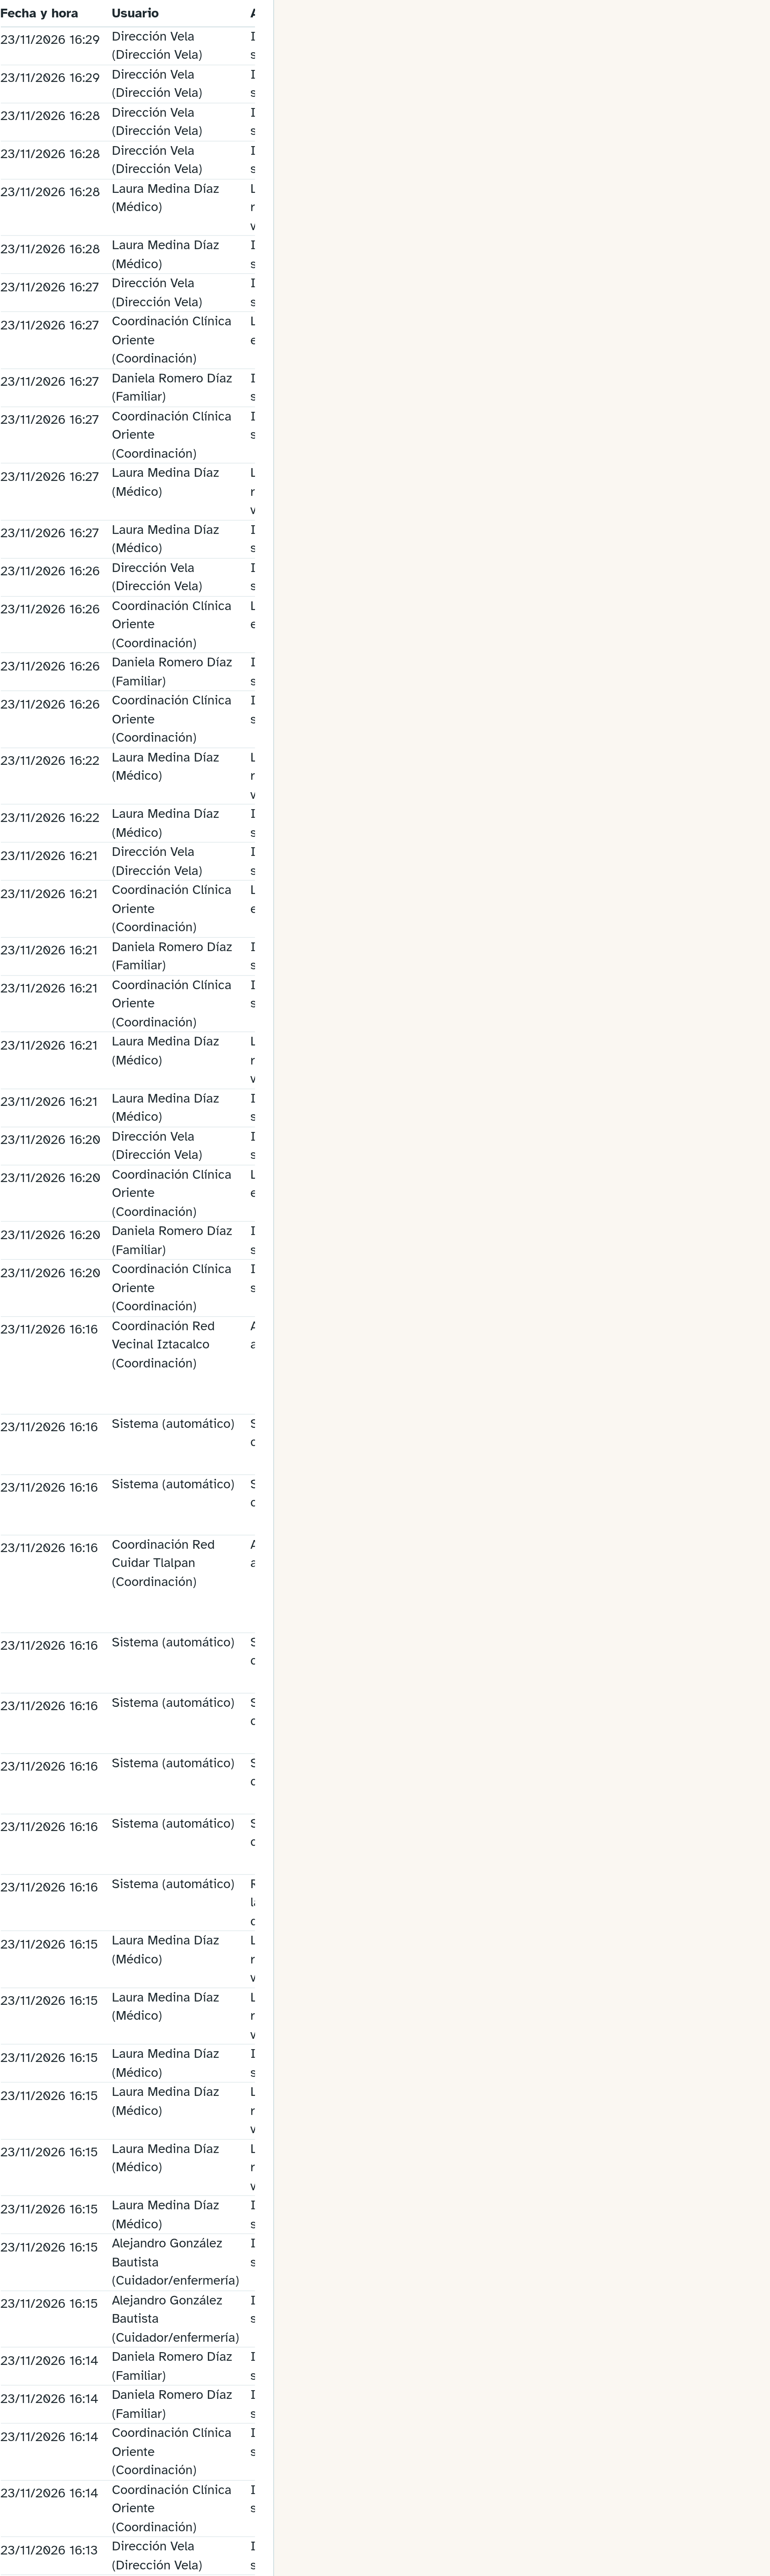 Fecha y hora Usuario
23/11/2026 16:29 Dirección Vela
(Dirección Vela)
23/11/2026 16:29 Dirección Vela
(Dirección Vela)
23/11/2026 16:28 Dirección Vela
(Dirección Vela)
23/11/2026 16:28 Dirección Vela
(Dirección Vela)
23/11/2026 16:28 Laura Medina Díaz
(Médico)
23/11/2026 16:28 Laura Medina Díaz
(Médico)
23/11/2026 16:27 Dirección Vela
(Dirección Vela)
23/11/2026 16:27 Coordinación Clínica
Oriente
(Coordinación)
23/11/2026 16:27 Daniela Romero Díaz
(Familiar)
23/11/2026 16:27 Coordinación Clínica
Oriente
(Coordinación)
23/11/2026 16:27 Laura Medina Díaz
(Médico)
23/11/2026 16:27 Laura Medina Díaz
(Médico)
23/11/2026 16:26 Dirección Vela
(Dirección Vela)
23/11/2026 16:26 Coordinación Clínica
Oriente
(Coordinación)
23/11/2026 16:26 Daniela Romero Díaz
(Familiar)
23/11/2026 16:26 Coordinación Clínica
Oriente
(Coordinación)
23/11/2026 16:22 Laura Medina Díaz
(Médico)
23/11/2026 16:22 Laura Medina Díaz
(Médico)
23/11/2026 16:21 Dirección Vela
(Dirección Vela)
23/11/2026 16:21 Coordinación Clínica
Oriente
(Coordinación)
23/11/2026 16:21 Daniela Romero Díaz
(Familiar)
23/11/2026 16:21 Coordinación Clínica
Oriente
(Coordinación)
23/11/2026 16:21 Laura Medina Díaz
(Médico)
23/11/2026 16:21 Laura Medina Díaz
(Médico)
23/11/2026 16:20 Dirección Vela
(Dirección Vela)
23/11/2026 16:20 Coordinación Clínica
Oriente
(Coordinación)
23/11/2026 16:20 Daniela Romero Díaz
(Familiar)
23/11/2026 16:20 Coordinación Clínica
Oriente
(Coordinación)
23/11/2026 16:16 Coordinación Red
Vecinal Iztacalco
(Coordinación)
23/11/2026 16:16 Sistema (automático)
23/11/2026 16:16 Sistema (automático)
23/11/2026 16:16 Coordinación Red
Cuidar Tlalpan
(Coordinación)
23/11/2026 16:16 Sistema (automático)
23/11/2026 16:16 Sistema (automático)
23/11/2026 16:16 Sistema (automático)
23/11/2026 16:16 Sistema (automático)
23/11/2026 16:16 Sistema (automático)
23/11/2026 16:15 Laura Medina Díaz
(Médico)
23/11/2026 16:15 Laura Medina Díaz
(Médico)
23/11/2026 16:15 Laura Medina Díaz
(Médico)
23/11/2026 16:15 Laura Medina Díaz
(Médico)
23/11/2026 16:15 Laura Medina Díaz
(Médico)
23/11/2026 16:15 Laura Medina Díaz
(Médico)
23/11/2026 16:15 Alejandro González
Bautista
(Cuidador/enfermería)
23/11/2026 16:15 Alejandro González
Bautista
(Cuidador/enfermería)
23/11/2026 16:14 Daniela Romero Díaz
(Familiar)
23/11/2026 16:14 Daniela Romero Díaz
(Familiar)
23/11/2026 16:14 Coordinación Clínica
Oriente
(Coordinación)
23/11/2026 16:14 Coordinación Clínica
Oriente
(Coordinación)
23/11/2026 16:13 Dirección Vela
(Dirección Vela)